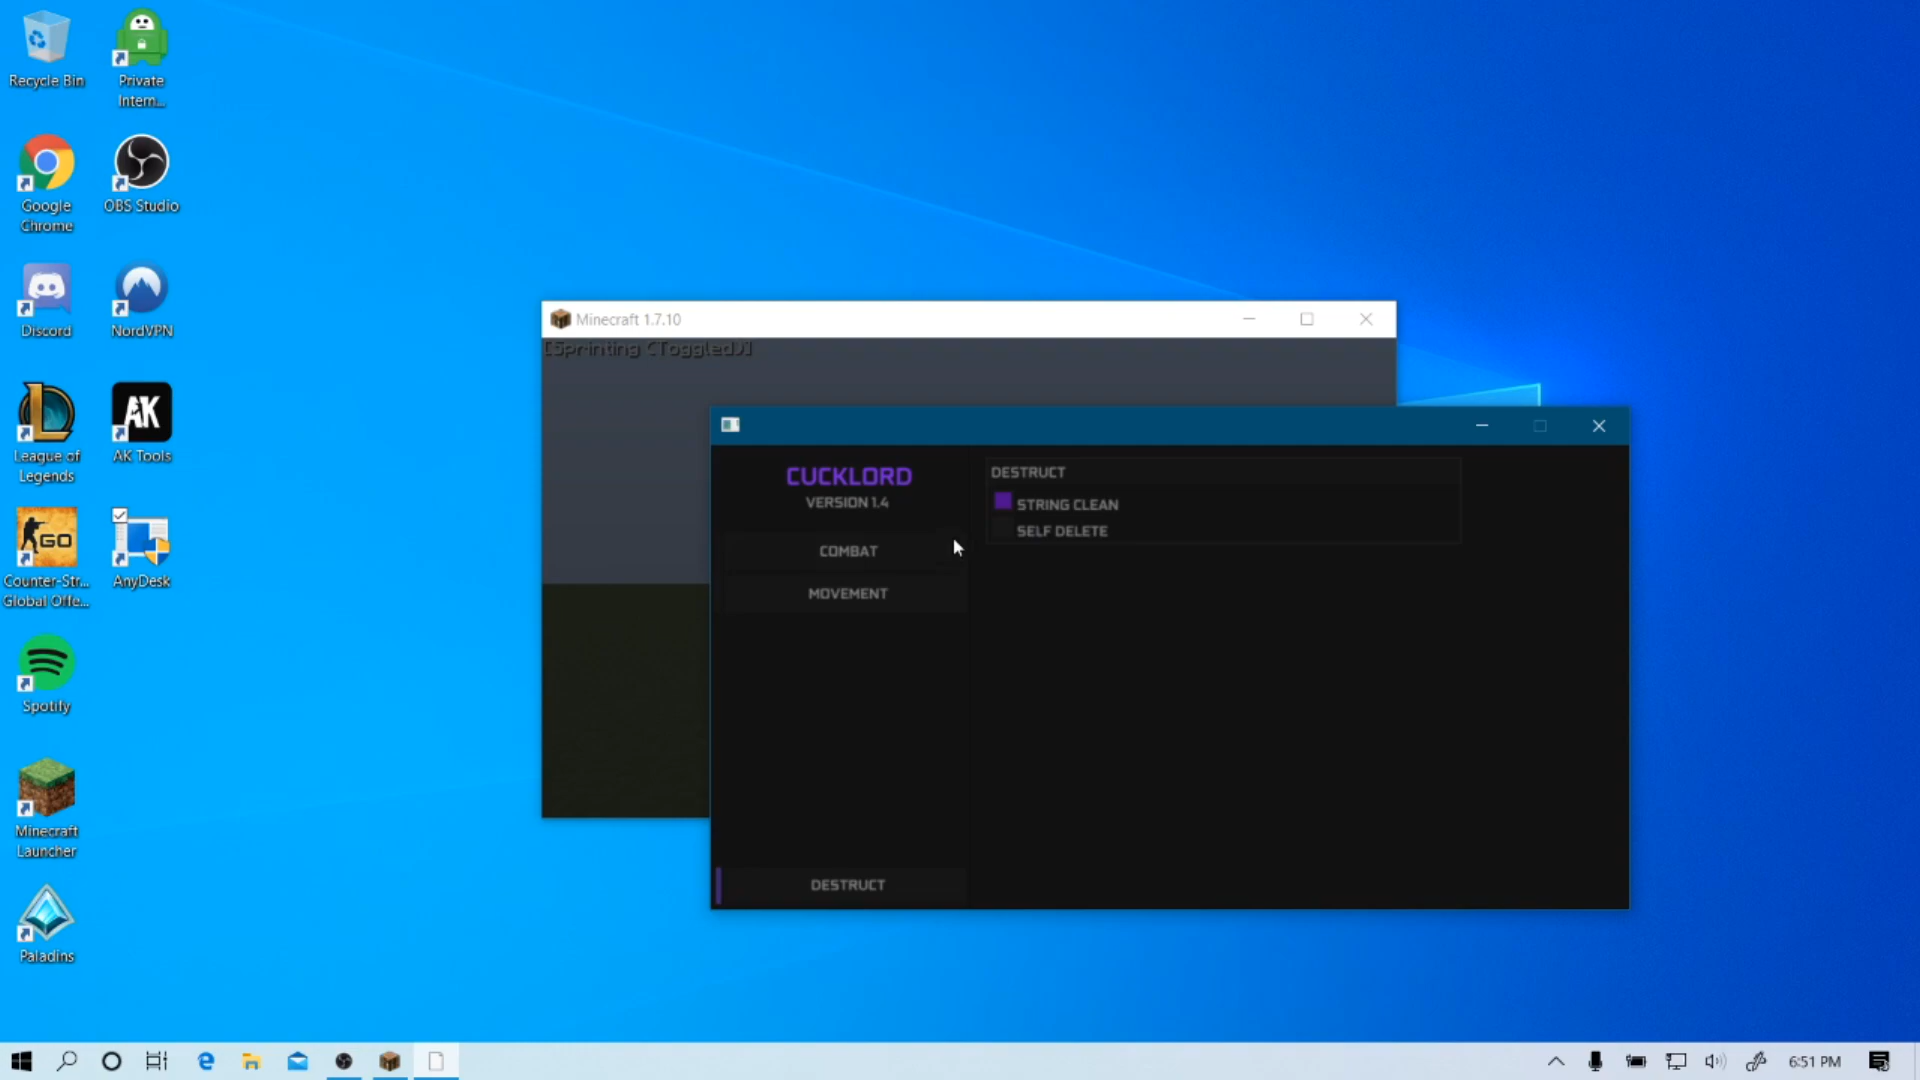 Recycle Bin
Private
Intern...
Google
Chrome
OBS Studio
Discord
NordVPN
League of
Legends
AK
AK Tools
GO
Counter-Str...
Global Offe...
AnyDesk
Spotify
Minecraft
Launcher
Paladins
Minecraft 1.7.10
[Sprinting (Toggled)]
CUCKLORD
VERSION 1.4
COMBAT
MOVEMENT
DESTRUCT
DESTRUCT
STRING CLEAN
SELF DELETE
6:51 PM